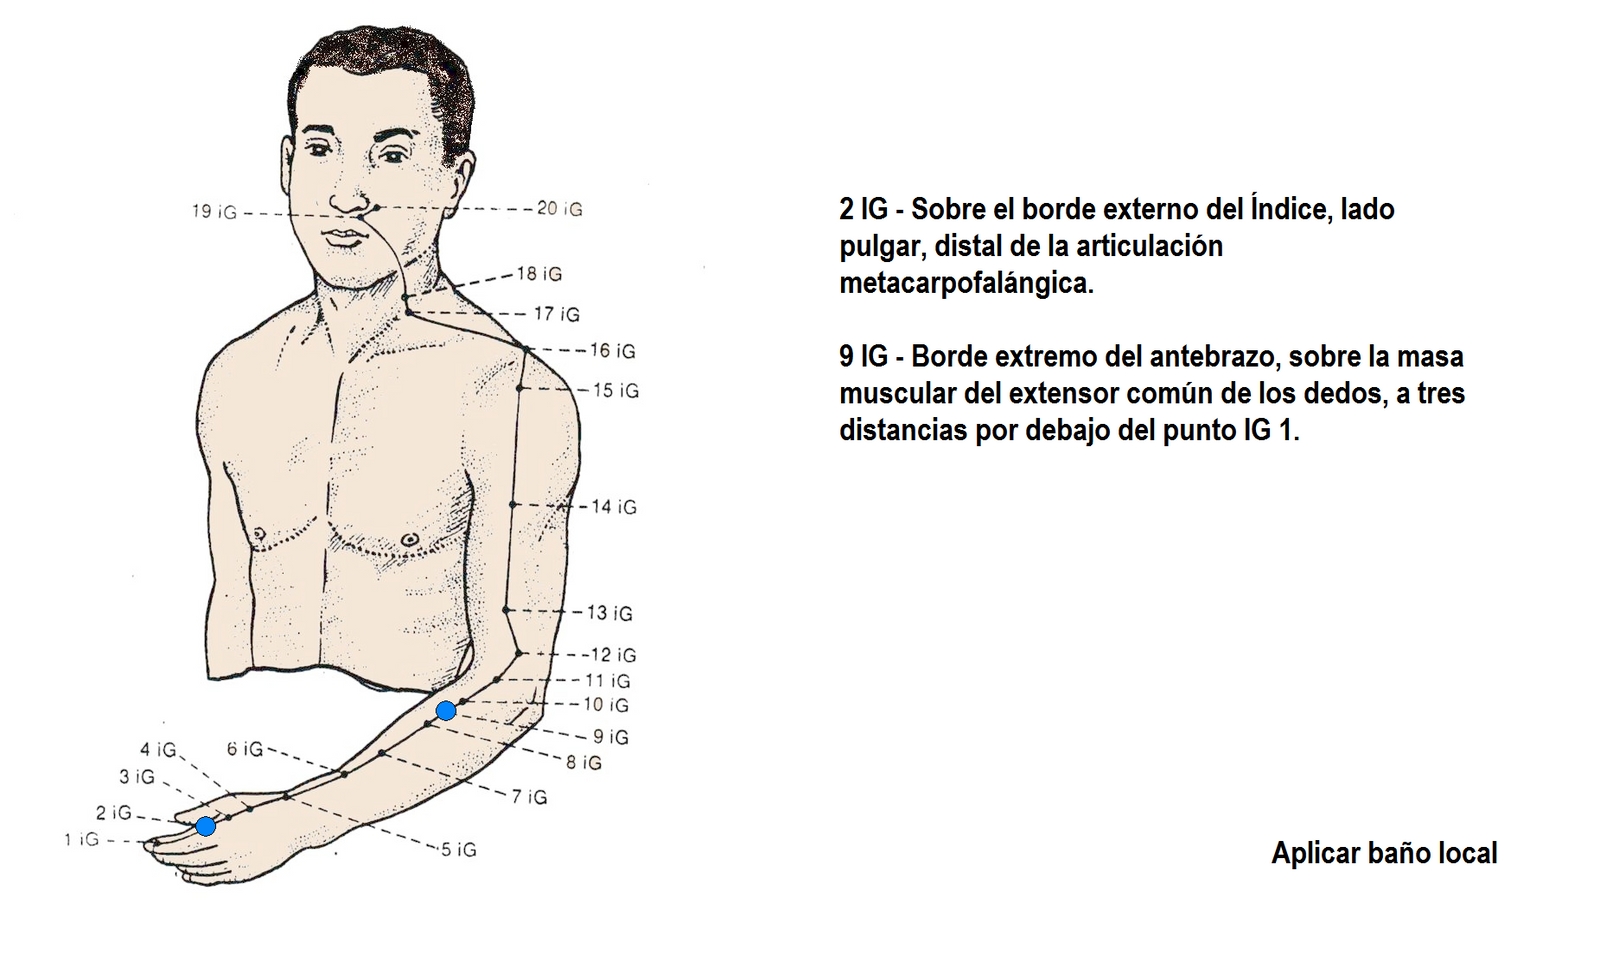 19 iG
20 iG
18 iG
17 iG
16 iG
15 iG
14 iG
13 iG
12 iG
11 iG
10 iG
9 iG
8 iG
7 iG
6 iG
5 iG
4 iG
3 iG
2 iG
1 iG
2 IG - Sobre el borde externo del Índice, lado
pulgar, distal de la articulación
metacarpofalángica.
9 IG - Borde extremo del antebrazo, sobre la masa
muscular del extensor común de los dedos, a tres
distancias por debajo del punto IG 1.
Aplicar baño local